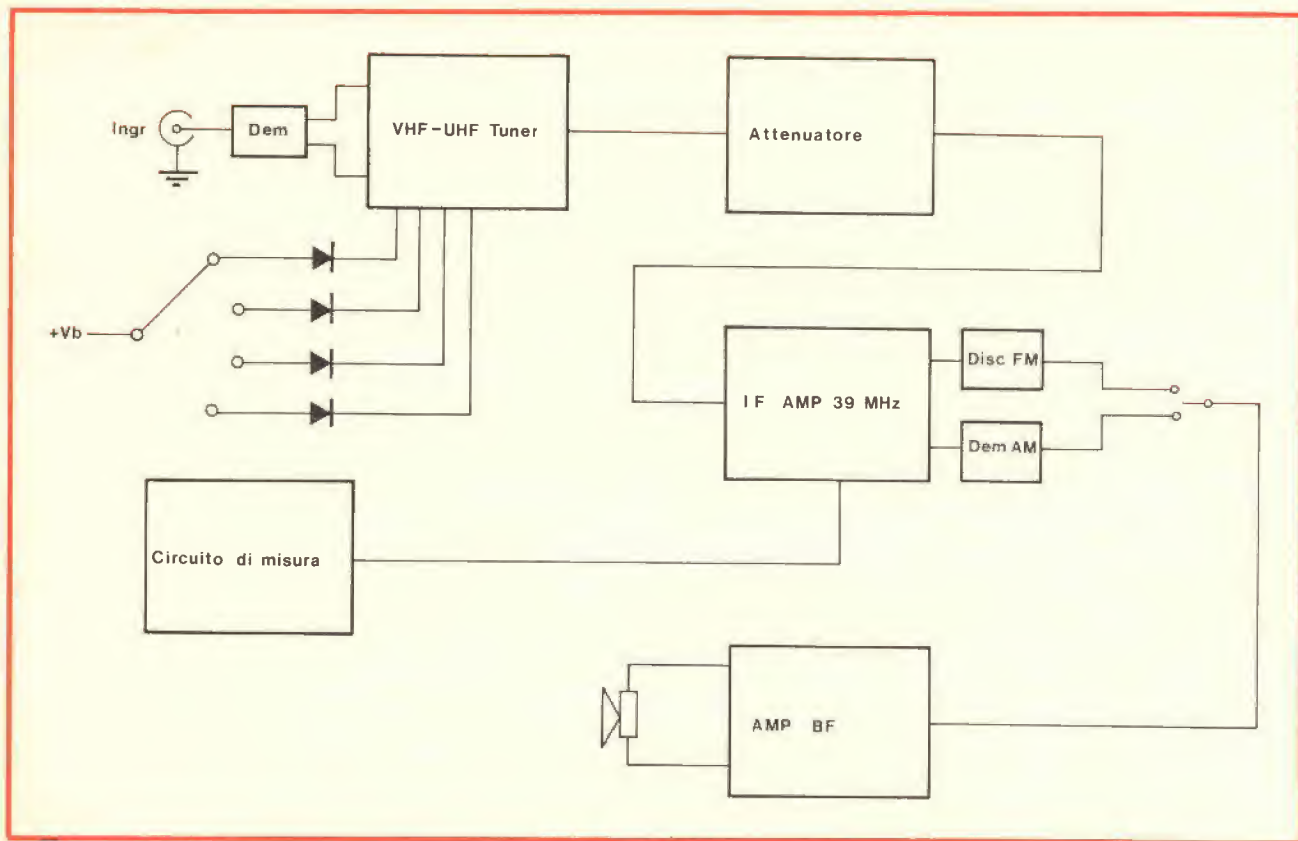 Ingr
Dem
VHF-UHF Tuner
Attenuatore
+Vb
IF AMP 39 MHz
Disc FM
Dem AM
Circuito di misura
AMP BF